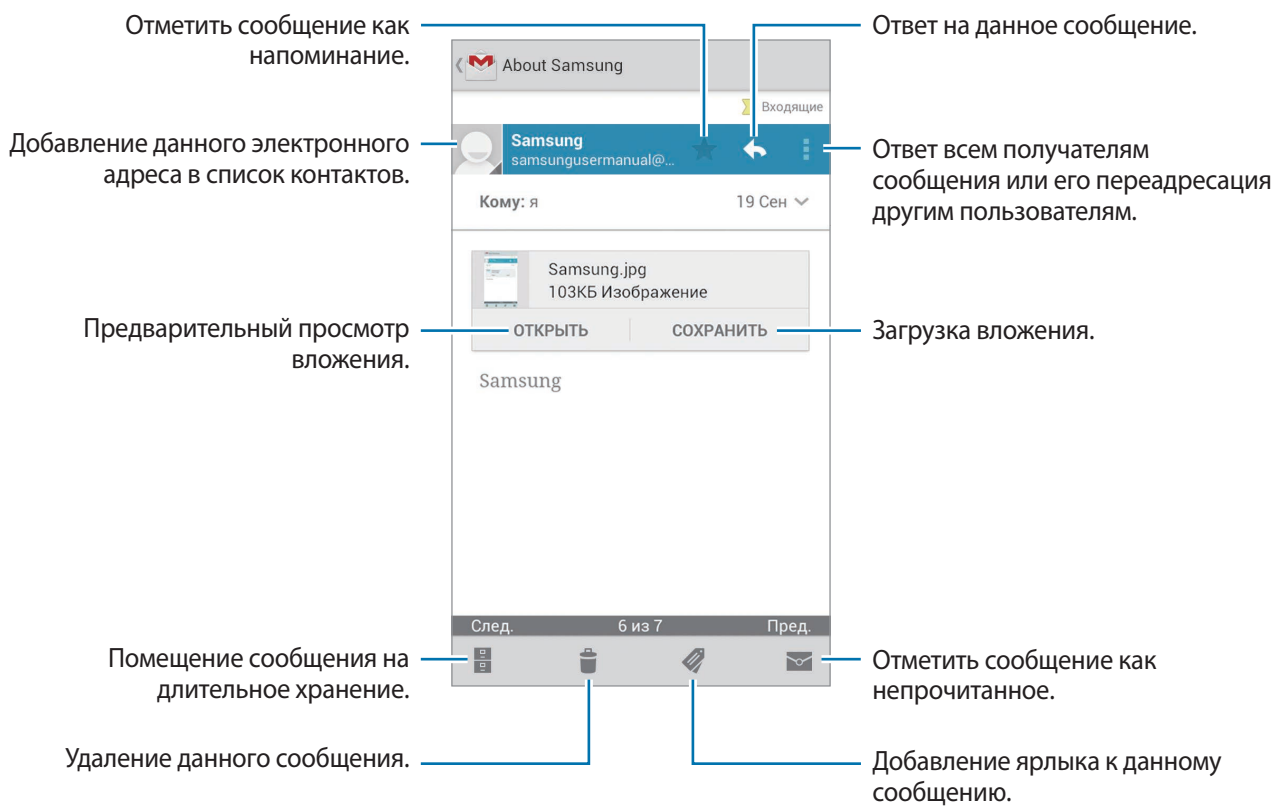 Отметить сообщение как
напоминание.
Ответ на данное сообщение.
About Samsung
Входящие
Добавление данного электронного
адреса в список контактов.
Samsung
samsungusermanual@...
Ответ всем получателям
сообщения или его переадресация
другим пользователям.
Кому: я
19 Сен
Samsung.jpg
103КБ Изображение
Предварительный просмотр
вложения.
ОТКРЫТЬ
СОХРАНИТЬ
Загрузка вложения.
Samsung
След.
6 из 7
Пред.
Помещение сообщения на
длительное хранение.
Отметить сообщение как
непрочитанное.
Удаление данного сообщения.
Добавление ярлыка к данному
сообщению.